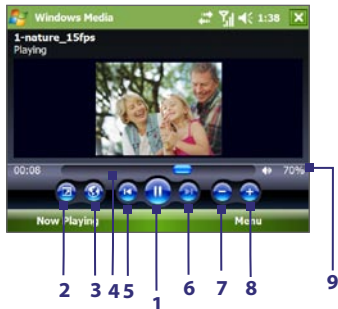 Windows Media 1:38
1-nature_15fps
Playing
00:08 70%
Now Playing Menu
2 3 4 5 1 6 7 8 9